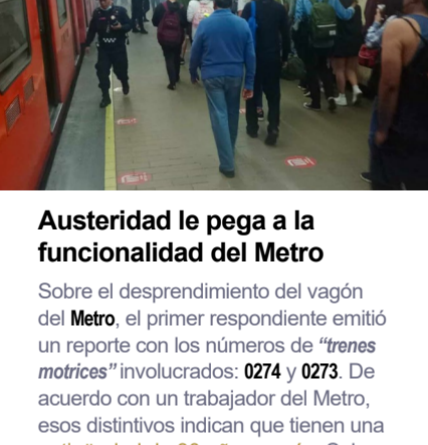 Austeridad le pega a la
funcionalidad del Metro
Sobre el desprendimiento del vagón
del Metro, el primer respondiente emitió
un reporte con los números de “trenes
motrices” involucrados: 0274 y 0273. De
acuerdo con un trabajador del Metro,
esos distintivos indican que tienen una